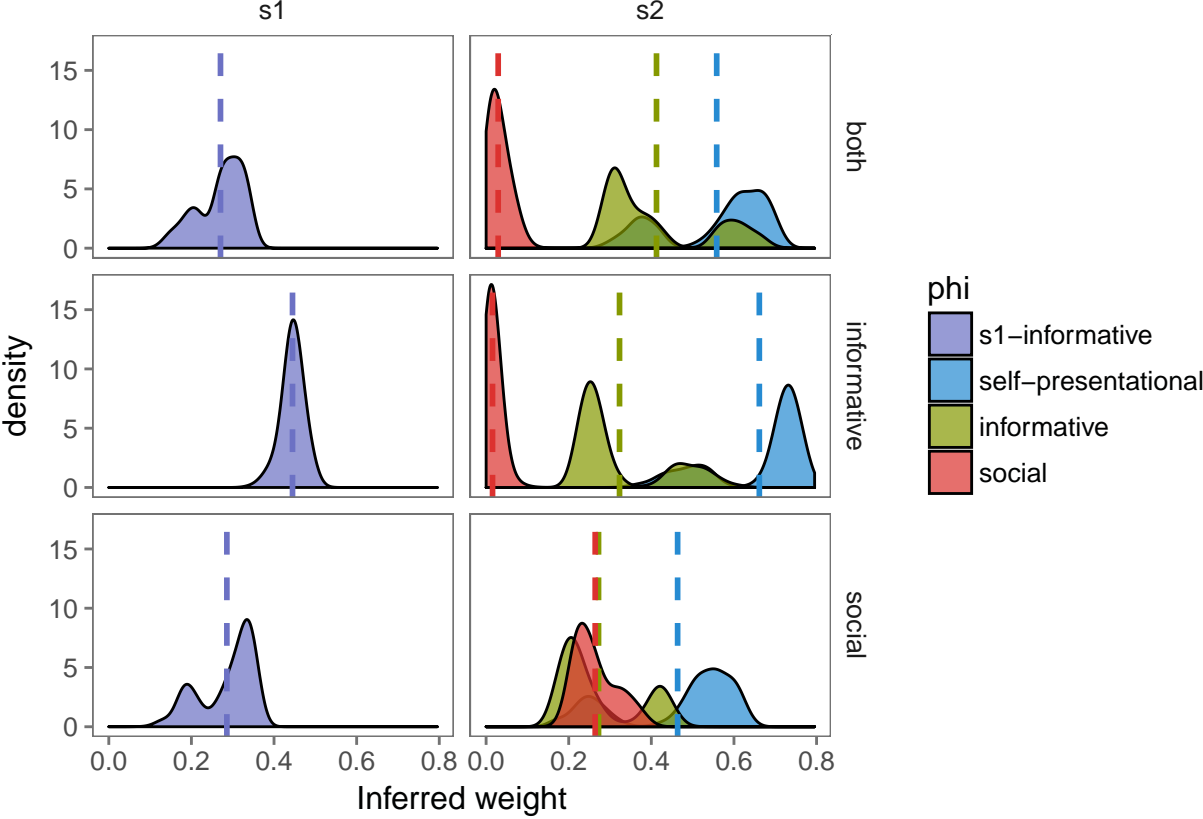 s1
s2
15
10
5
0
both
15
10
5
0
informative
15
10
5
0
social
density
0.0
0.2
0.4
0.6
0.8
0.0
0.2
0.4
0.6
0.8
Inferred weight
phi
s1−informative
self−presentational
informative
social